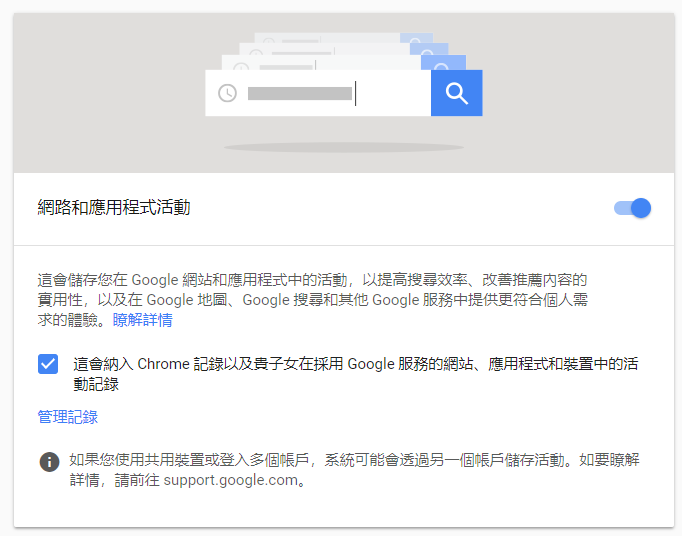 網路和應用程式活動
這會儲存您在 Google 網站和應用程式中的活動，以提高搜尋效率、改善推薦內容的
實用性，以及在 Google 地圖、Google 搜尋和其他 Google 服務中提供更符合個人需
求的體驗。瞭解詳情
這會納入 Chrome 記錄以及貴子女在採用 Google 服務的網站、應用程式和裝置中的活
動記錄
管理記錄
如果您使用共用裝置或登入多個帳戶，系統可能會透過另一個帳戶儲存活動。如要瞭解
詳情，請前往 support.google.com。